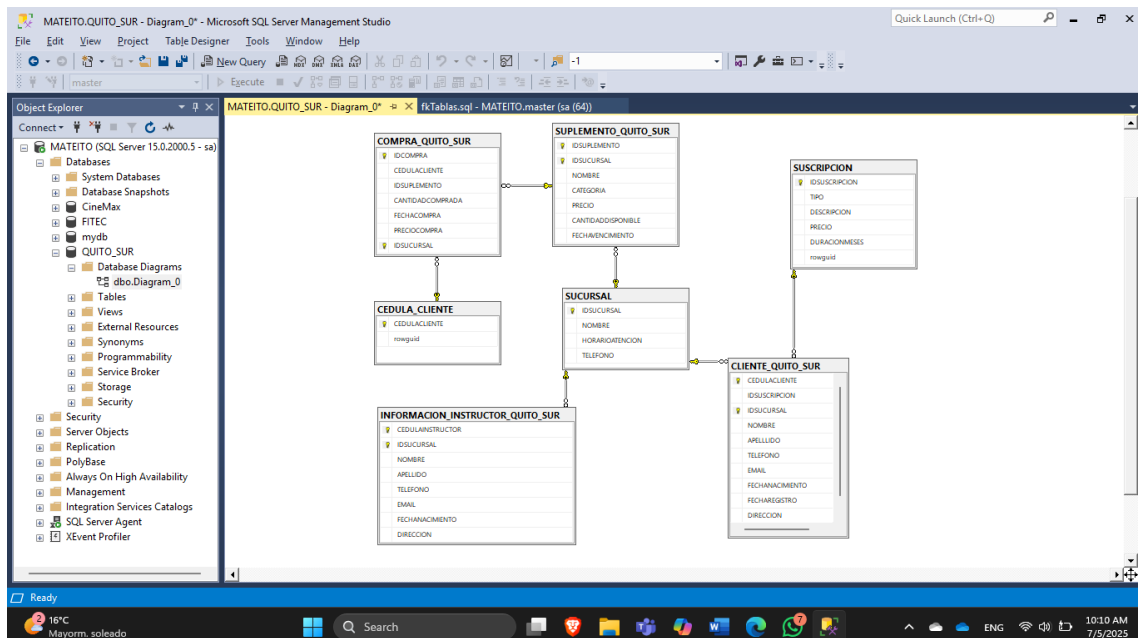 MATEITO.QUITO_SUR - Diagram_0* - Microsoft SQL Server Management Studio
Quick Launch (Ctrl+Q)
File Edit View Project Table Designer Tools Window Help
New Query
-1
master
Execute
Object Explorer
Connect
MATEITO (SQL Server 15.0.2000.5 - sa)
Databases
System Databases
Database Snapshots
CineMax
FITEC
mydb
QUITO_SUR
Database Diagrams
dbo.Diagram_0
Tables
Views
External Resources
Synonyms
Programmability
Service Broker
Storage
Security
Security
Server Objects
Replication
PolyBase
Always On High Availability
Management
Integration Services Catalogs
SQL Server Agent
XEvent Profiler
MATEITO.QUITO_SUR - Diagram_0*
fkTablas.sql - MATEITO.master (sa (64))
COMPRA_QUITO_SUR
IDCOMPRA
CEDULACLIENTE
IDSUPLEMENTO
CANTIDADCOMPRADA
FECHACOMPRA
PRECIOCOMPRA
IDSUCURSAL
SUPLEMENTO_QUITO_SUR
IDSUPLEMENTO
IDSUCURSAL
NOMBRE
CATEGORIA
PRECIO
CANTIDADDISPONIBLE
FECHAVENCIMIENTO
SUSCRIPCION
IDSUSCRIPCION
TIPO
DESCRIPCION
PRECIO
DURACIONMESES
rowguid
CEDULA_CLIENTE
CEDULACLIENTE
rowguid
SUCURSAL
IDSUCURSAL
NOMBRE
HORARIOATENCION
TELEFONO
CLIENTE_QUITO_SUR
CEDULACLIENTE
IDSUSCRIPCION
IDSUCURSAL
NOMBRE
APELLLIDO
TELEFONO
EMAIL
FECHANACIMIENTO
FECHAREGISTRO
DIRECCION
INFORMACION_INSTRUCTOR_QUITO_SUR
CEDULAINSTRUCTOR
IDSUCURSAL
NOMBRE
APELLIDO
TELEFONO
EMAIL
FECHANACIMIENTO
DIRECCION
Ready
2
16°C
Mayorm. soleado
Search
7
ENG
10:10 AM
7/5/2025